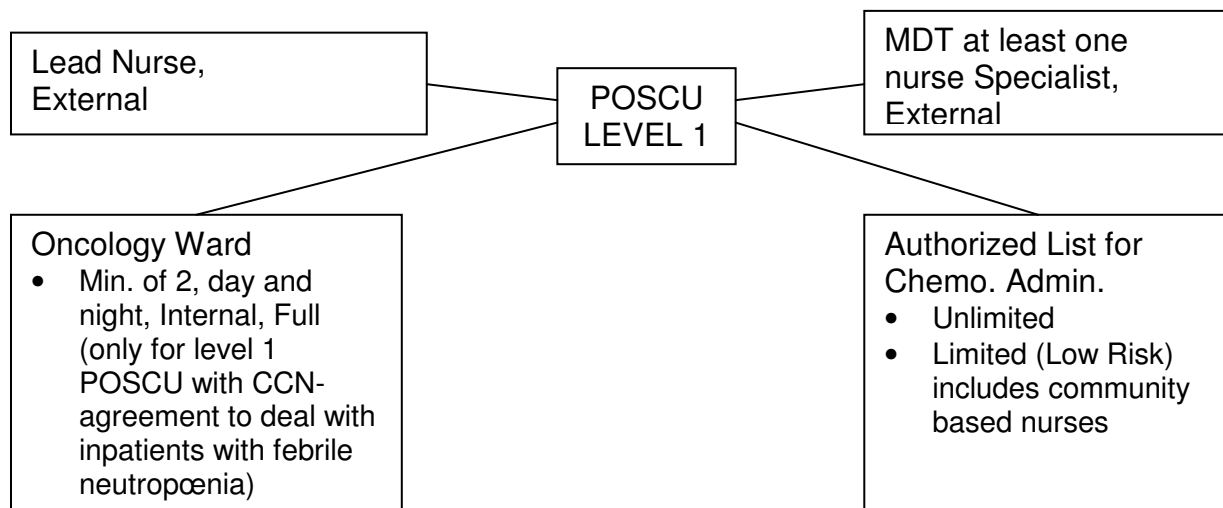 Lead Nurse,
External
POSCU
LEVEL 1
MDT at least one
nurse Specialist,
External
Oncology Ward
• Min. of 2, day and
night, Internal, Full
(only for level 1
POSCU with CCN-
agreement to deal with
inpatients with febrile
neutropœnia)
Authorized List for
Chemo. Admin.
• Unlimited
• Limited (Low Risk)
includes community
based nurses